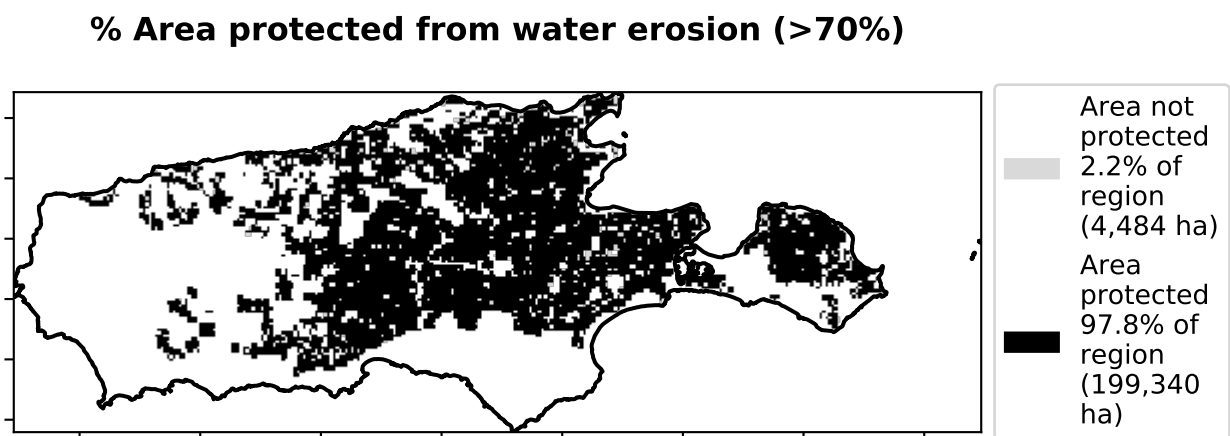 % Area protected from water erosion (>70%)
Area not
protected
2.2% of
region
(4,484 ha)
Area
protected
97.8% of
region
(199,340
ha)